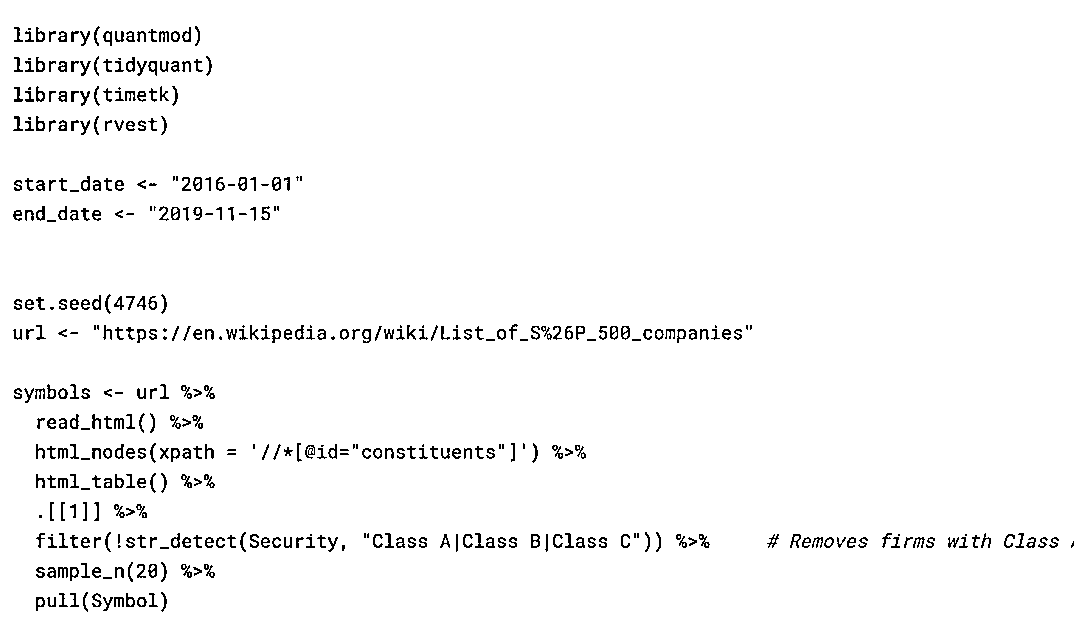 library(quantmod)
library(tidyquant)
library(timetk)
library(rvest)
start_date <- "2016-01-01"
end_date <- "2019-11-15"
set.seed(4746)
url <- "https://en.wikipedia.org/wiki/List_of_S%26P_500_companies"
symbols <- url %>%
  read_html() %>%
  html_nodes(xpath = '//*[@id="constituents"]') %>%
  html_table() %>%
  .[[1]] %>%
  filter(!str_detect(Security, "Class A|Class B|Class C")) %>%     # Removes firms with Class
  sample_n(20) %>%
  pull(Symbol)